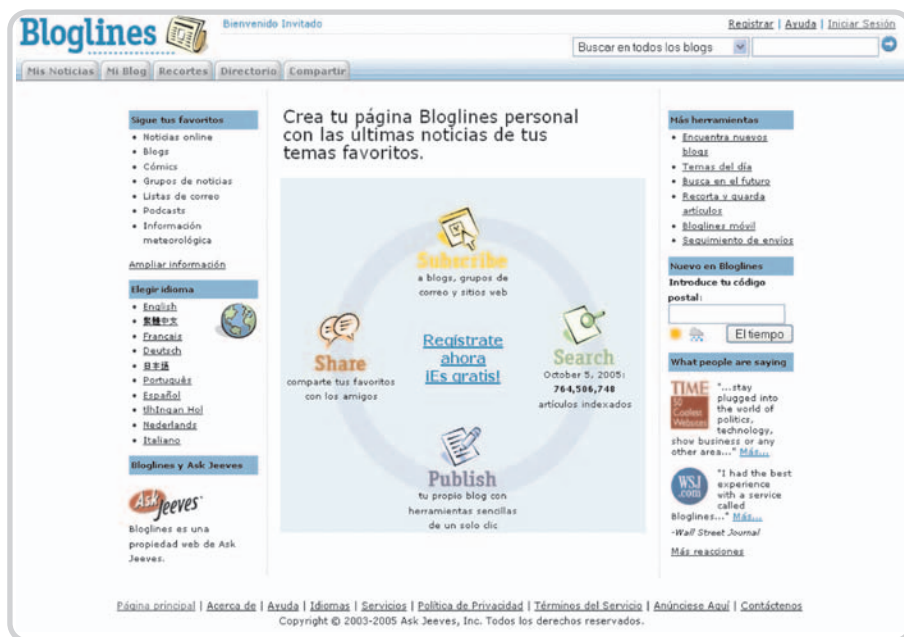 Bloglines
Bienvenido Invitado
Registrar | Ayuda | Iniciar Sesión
Buscar en todos los blogs
Mis Noticias
Mi Blog
Recortes
Directorio
Compartir
Sigue tus favoritos
• Noticias online
• Blogs
• Cómics
• Grupos de noticias
• Listas de correo
• Podcasts
• Información
meteorológica
Ampliar información
Elegir idioma
• English
• 繁體中文
• Français
• Deutsch
• 日本語
• Português
• Español
• tlhIngan Hol
• Nederlands
• Italiano
Bloglines y Ask Jeeves
Ask Jeeves
Bloglines es una
propiedad web de Ask
Jeeves.
Crea tu página Bloglines personal
con las últimas noticias de tus
temas favoritos.
Subscribe
a blogs, grupos de
correo y sitios web
Share
comparte tus favoritos
con los amigos
Regístrate
ahora
¡Es gratis!
Search
October 5, 2005:
764,506,748
artículos indexados
Publish
tu propio blog con
herramientas sencillas
de un solo clic
Más herramientas
• Encuentra nuevos
blogs
• Temas del día
• Busca en el futuro
• Recorta y guarda
artículos
• Bloglines móvil
• Seguimiento de envíos
Nuevo en Bloglines
Introduce tu código
postal:
El tiempo
What people are saying
TIME
50
Coolest
Websites
"...stay
plugged into
the world of
politics,
technology,
show business or any
other area..." Más...
WSJ
.com
"I had the best
experience
with a service
called
Bloglines..." Más...
-Wall Street Journal
Más reacciones
Página principal | Acerca de | Ayuda | Idiomas | Servicios | Política de Privacidad | Términos del Servicio | Anúnciese Aquí | Contáctenos
Copyright © 2003-2005 Ask Jeeves, Inc. Todos los derechos reservados.